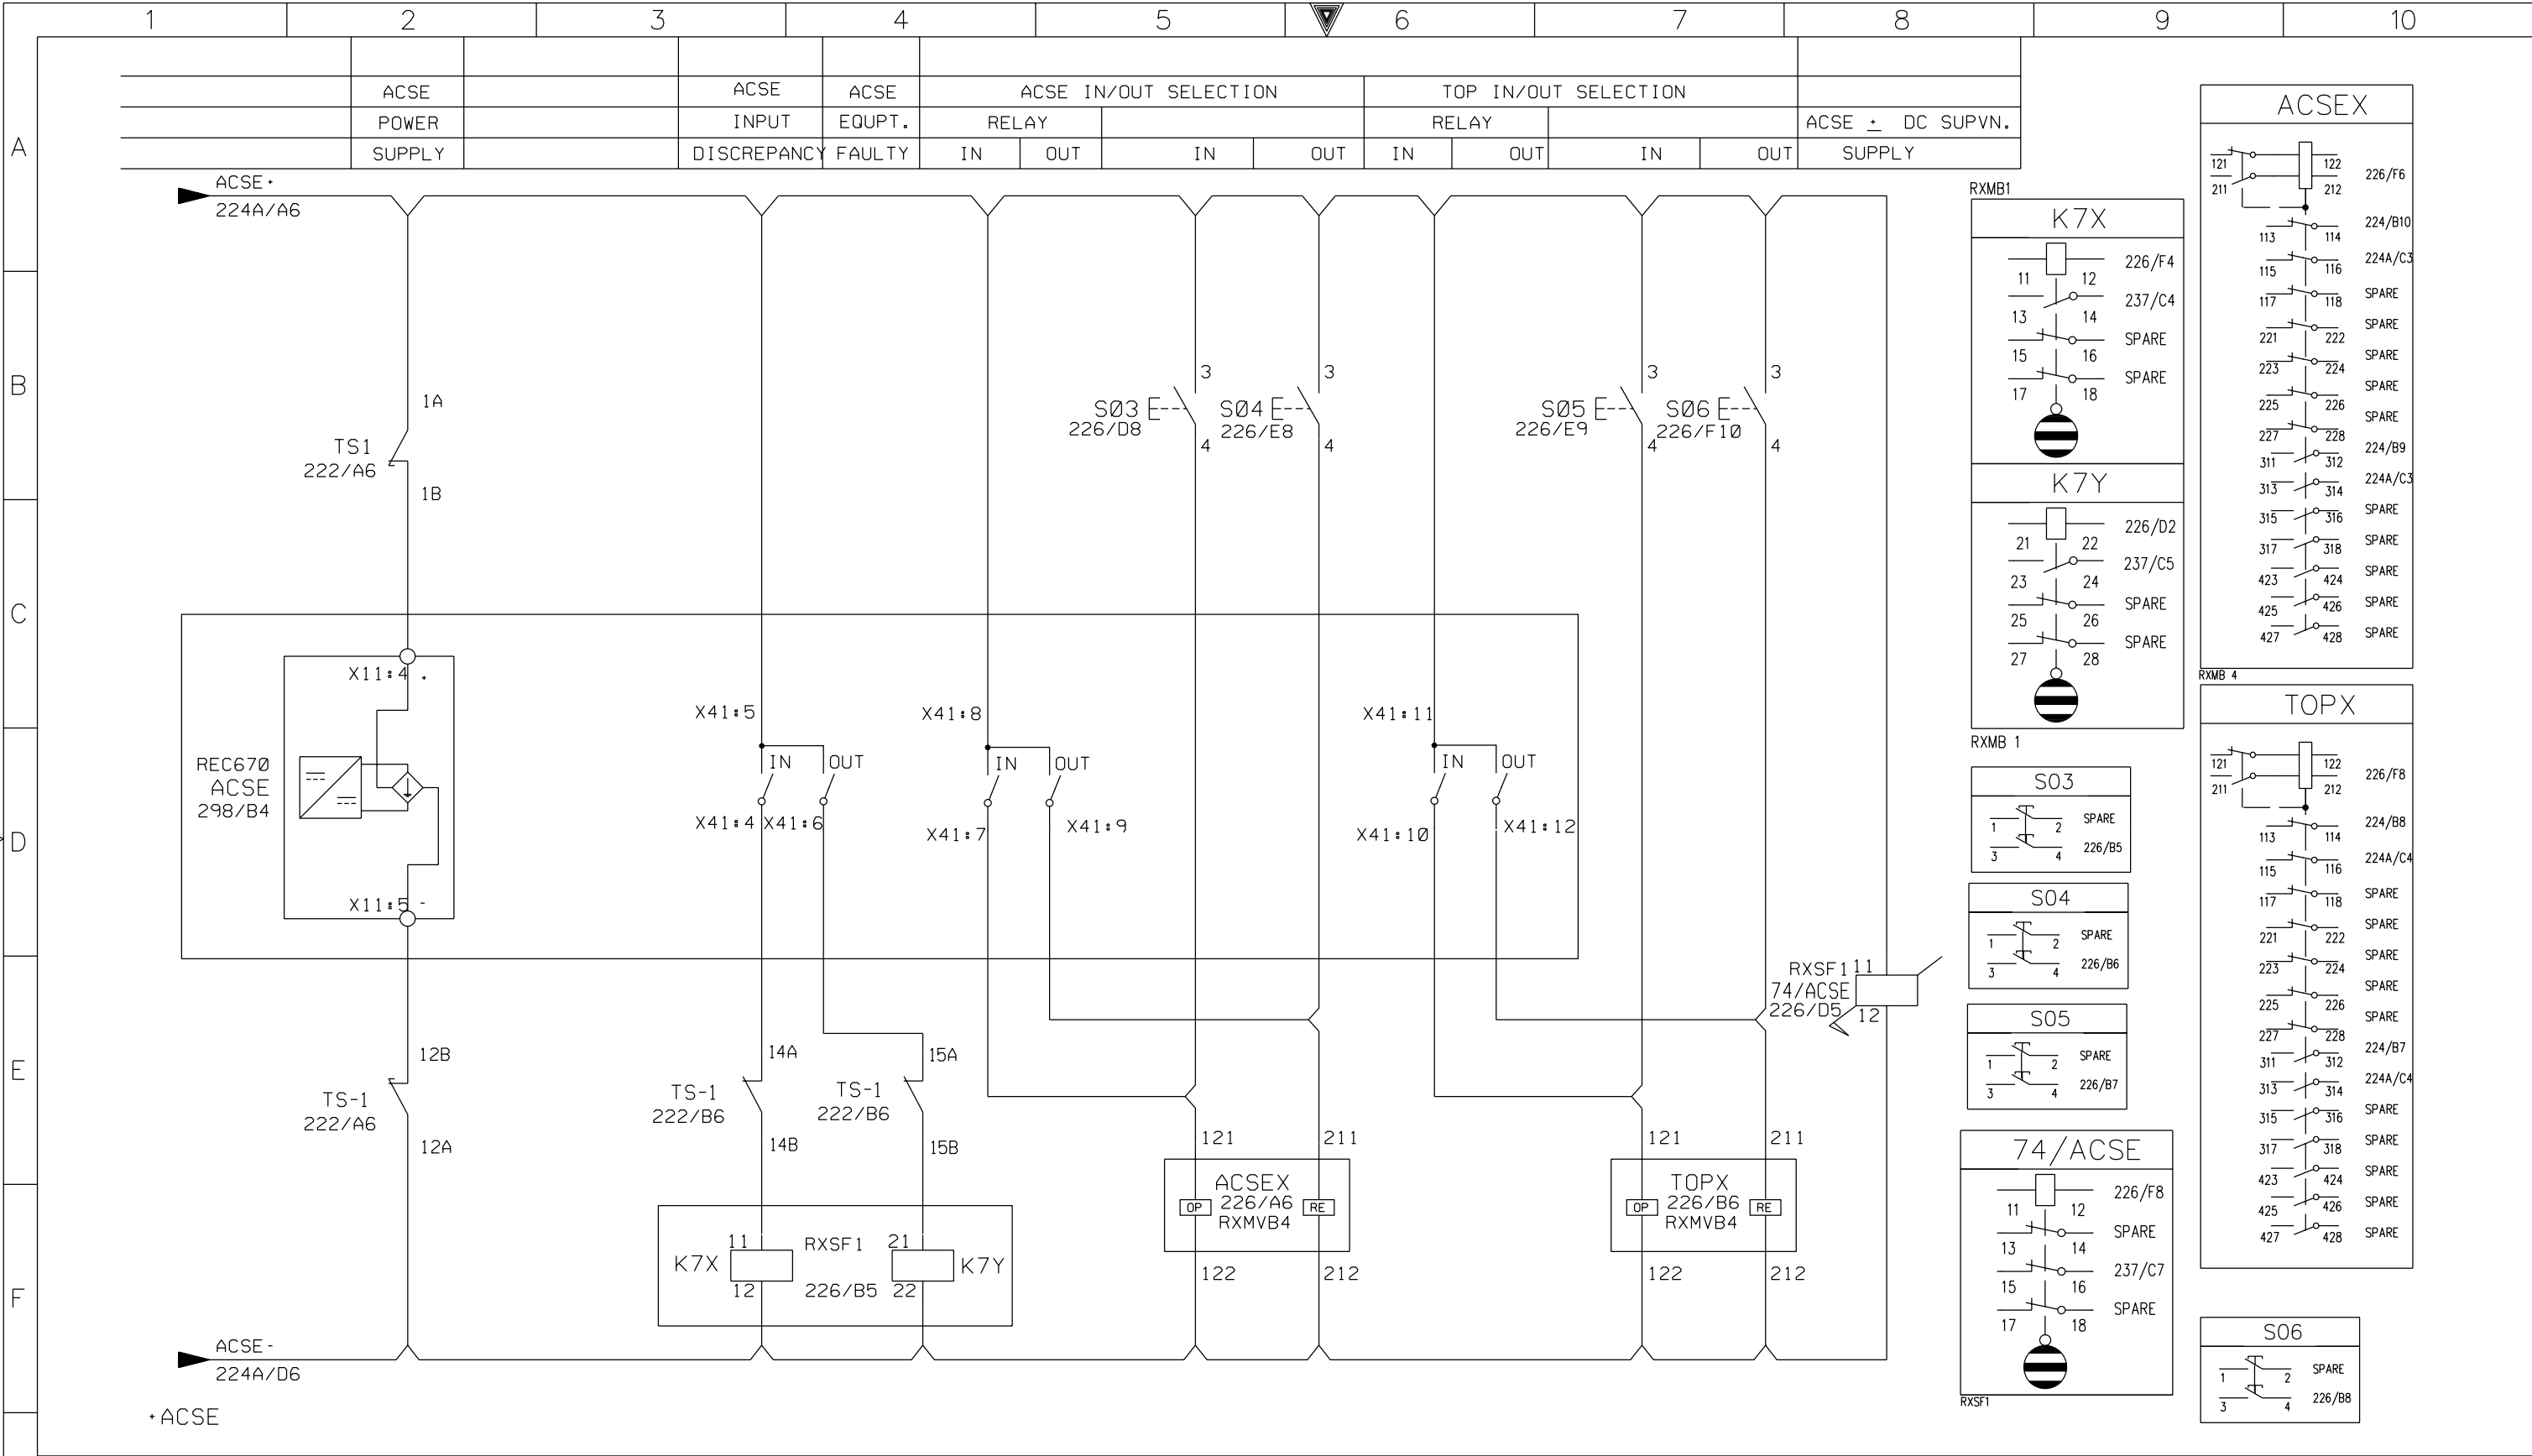 1 2 3 4 5 6 7 8 9 10
A
B
C
D
E
F
ACSE
POWER
SUPPLY
ACSE
INPUT
DISCREPANCY
ACSE
EQUPT.
FAULTY
ACSE IN/OUT SELECTION
RELAY
IN OUT IN OUT
TOP IN/OUT SELECTION
RELAY
IN OUT IN OUT
ACSE ± DC SUPVN.
SUPPLY
ACSE+
224A/A6
1A
TS1
222/A6
1B
S03
226/D8
3
4
S04
226/E8
3
4
S05
226/E9
3
4
S06
226/F10
3
4
X11:4 +
REC670
ACSE
298/B4
X11:5 -
X41:5
IN OUT
X41:4 X41:6
X41:8
IN OUT
X41:7 X41:9
X41:11
IN OUT
X41:10 X41:12
RXSF1 11
74/ACSE
226/D5 12
12B
TS-1
222/A6
12A
14A
TS-1
222/B6
14B
15A
TS-1
222/B6
15B
121 211
ACSEX
OP 226/A6 RE
RXMVB4
122 212
121 211
TOPX
OP 226/B6 RE
RXMVB4
122 212
11 RXSF1 21
K7X K7Y
12 226/B5 22
ACSE-
224A/D6
+ACSE
RXMB1
K7X
226/F4
11 12
237/C4
13 14
SPARE
15 16
SPARE
17 18
K7Y
226/D2
21 22
237/C5
23 24
SPARE
25 26
SPARE
27 28
RXMB 1
S03
SPARE
1 2
226/B5
3 4
S04
SPARE
1 2
226/B6
3 4
S05
SPARE
1 2
226/B7
3 4
74/ACSE
226/F8
11 12
SPARE
13 14
237/C7
15 16
SPARE
17 18
RXSF1
ACSEX
121 122
226/F6
211 212
224/B10
113 114
224A/C3
115 116
SPARE
117 118
SPARE
221 222
SPARE
223 224
SPARE
225 226
SPARE
227 228
224/B9
311 312
224A/C3
313 314
SPARE
315 316
SPARE
317 318
SPARE
423 424
SPARE
425 426
SPARE
427 428
RXMB 4
TOPX
121 122
226/F8
211 212
224/B8
113 114
224A/C4
115 116
SPARE
117 118
SPARE
221 222
SPARE
223 224
SPARE
225 226
SPARE
227 228
224/B7
311 312
224A/C4
313 314
SPARE
315 316
SPARE
317 318
SPARE
423 424
SPARE
425 426
SPARE
427 428
S06
SPARE
1 2
226/B8
3 4